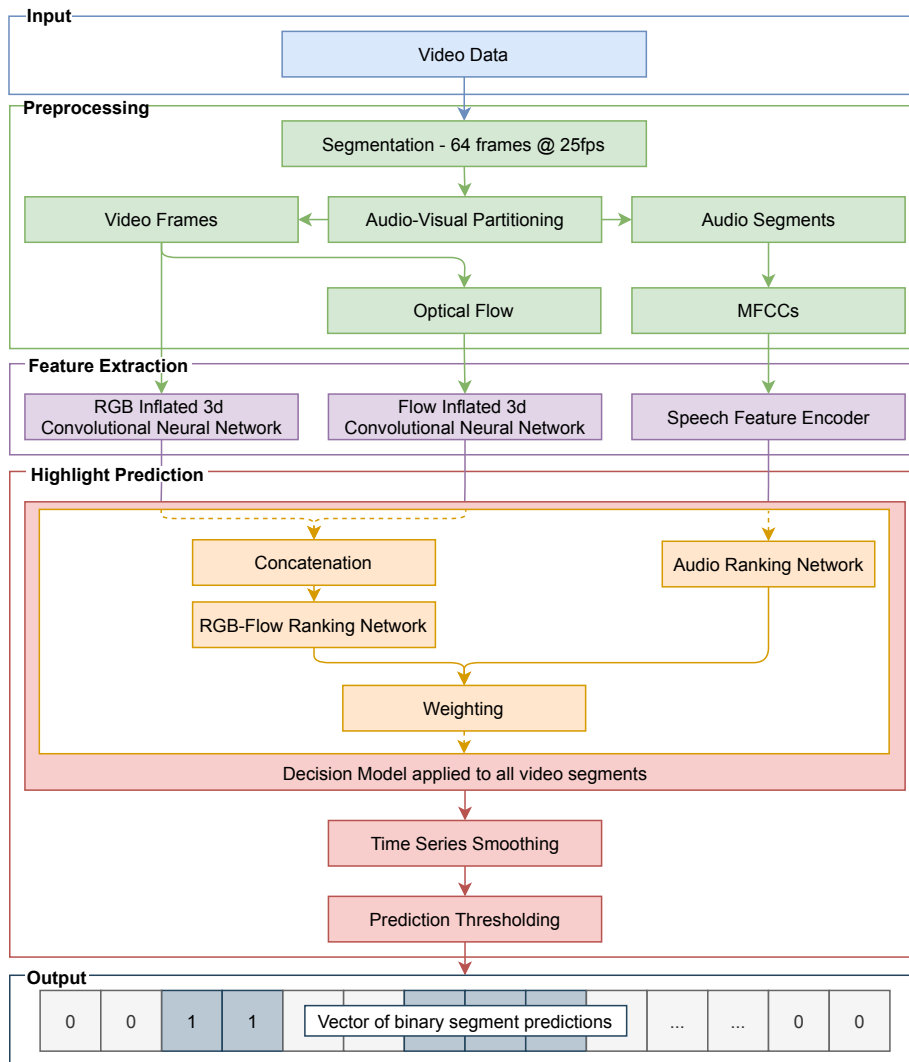 Input
Video Data
Preprocessing
Segmentation - 64 frames @ 25fps
Video Frames
Audio-Visual Partitioning
Audio Segments
Optical Flow
MFCCs
Feature Extraction
RGB Inflated 3d
Convolutional Neural Network
Flow Inflated 3d
Convolutional Neural Network
Speech Feature Encoder
Highlight Prediction
Concatenation
Audio Ranking Network
RGB-Flow Ranking Network
Weighting
Decision Model applied to all video segments
Time Series Smoothing
Prediction Thresholding
Output
0 0 1 1 Vector of binary segment predictions ... ... 0 0